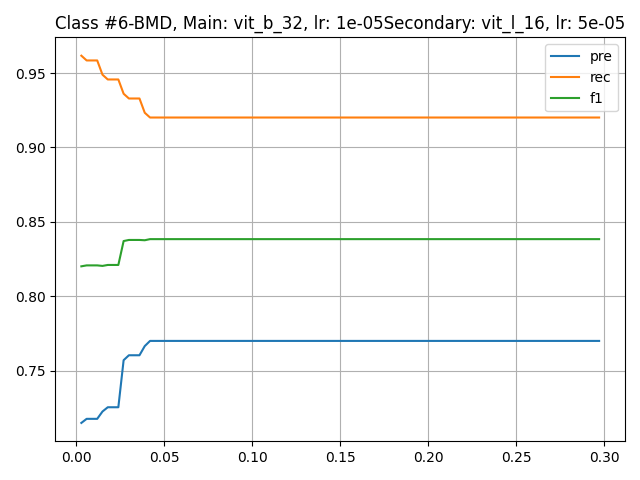 Class #6-BMD, Main: vit_b_32, lr: 1e-05Secondary: vit_l_16, lr: 5e-05
pre
rec
f1
0.95
0.90
0.85
0.80
0.75
0.00 0.05 0.10 0.15 0.20 0.25 0.30